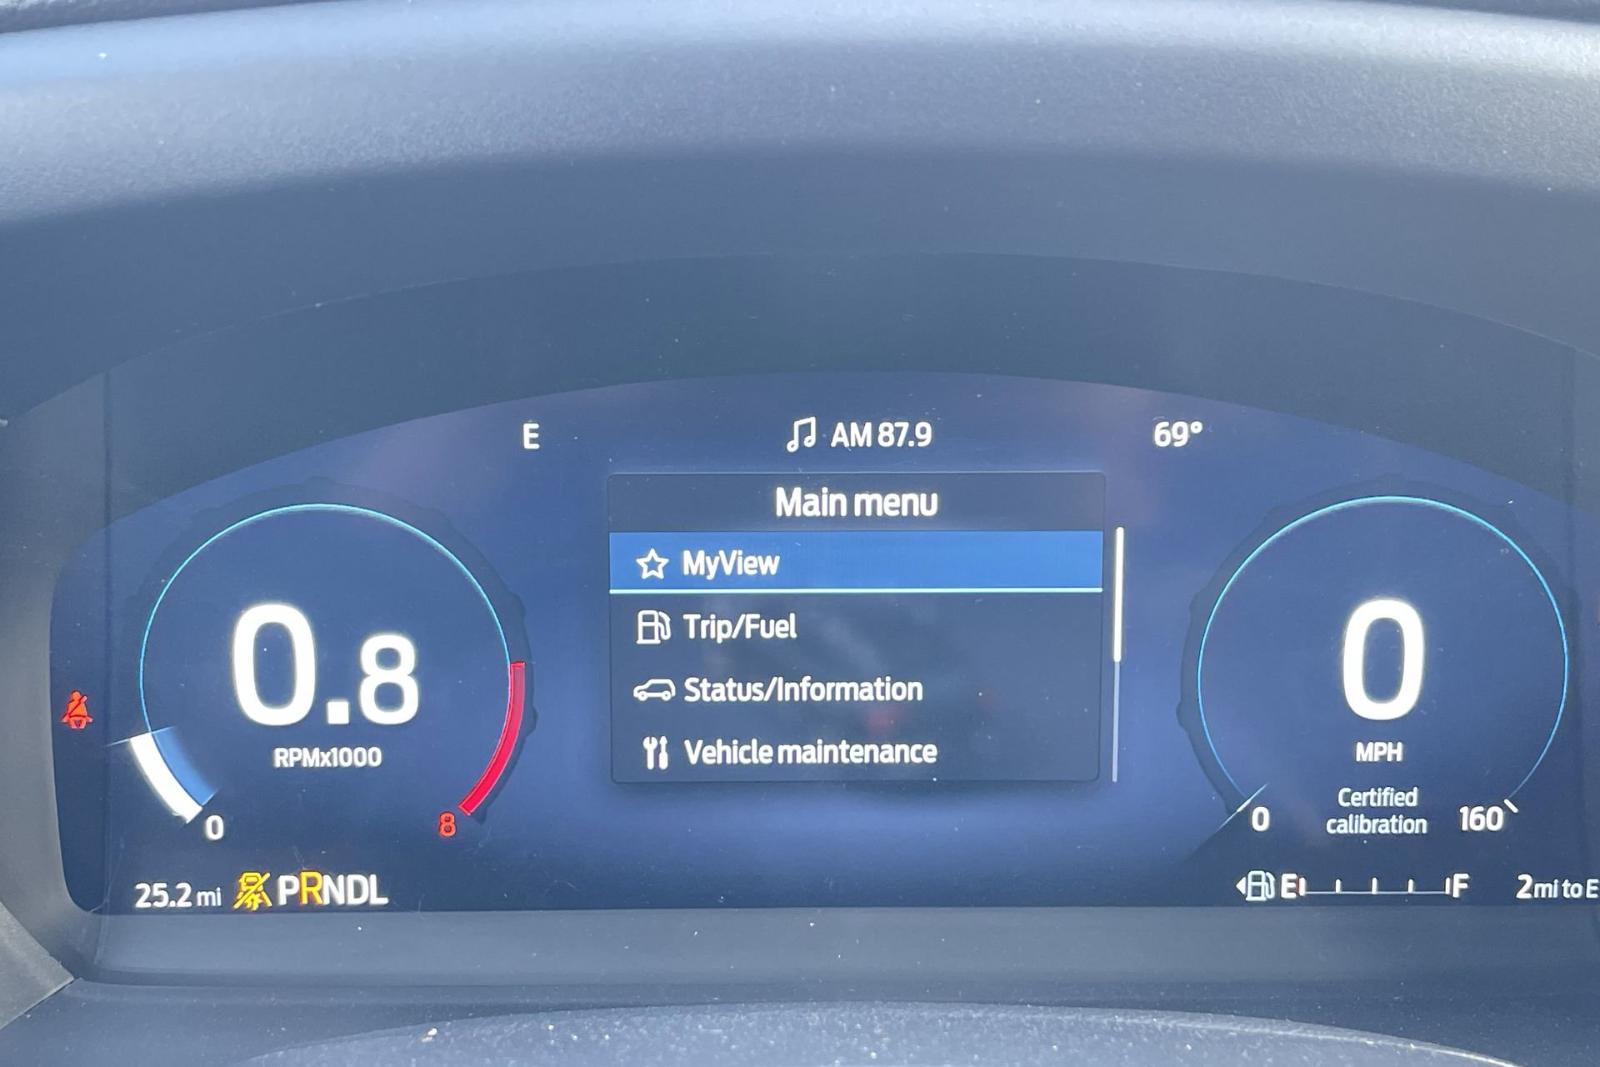 E
AM 87.9
69°
Main menu
MyView
Trip/Fuel
Status/Information
Vehicle maintenance
0.8
RPMx1000
0
8
0
MPH
Certified
calibration
0
160
25.2 mi
PRNDL
E
F
2mi to E